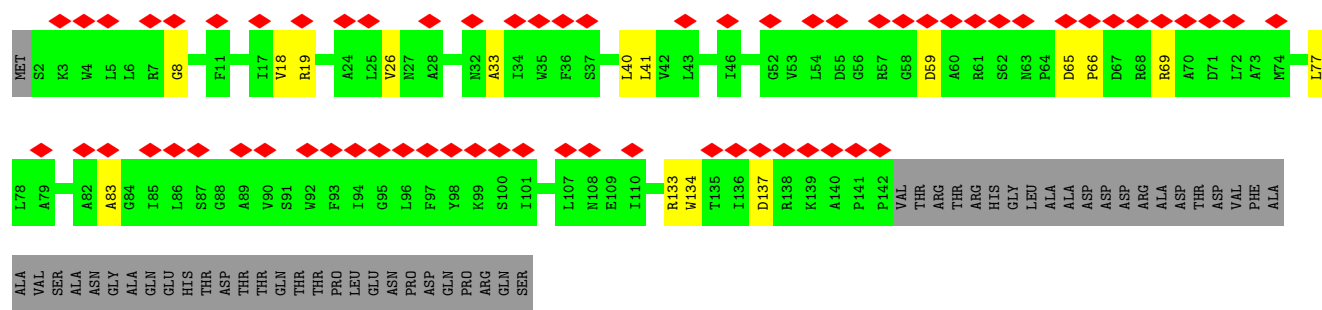 MET S2 K3 W4 L5 L6 R7 G8 F11 I17 V18 R19 A24 L25 V26 N27 A28 N32 A33 I34 W35 F36 S37 L40 L41 V42 L43 I46 G52 V53 L54 D55 G56 R57 G58 D59 A60 R61 S62 N63 P64 D65 P66 D67 R68 R69 A70 D71 L72 A73 M74 L77
L78 A79 A82 A83 G84 I85 L86 S87 G88 A89 V90 S91 W92 F93 I94 G95 L96 F97 Y98 K99 S100 I101 L107 N108 E109 I110 R133 W134 T135 I136 D137 R138 K139 A140 P141 P142 VAL THR ARG THR ARG HIS GLY LEU ALA ALA ASP ASP ASP ARG ALA ASP THR ASP VAL PHE ALA
ALA VAL SER ALA ASN GLY ALA GLN GLU HIS THR ASP ALA THR THR GLN THR THR PRO LEU GLU ASN PRO ASP GLN PRO ARG GLN SER